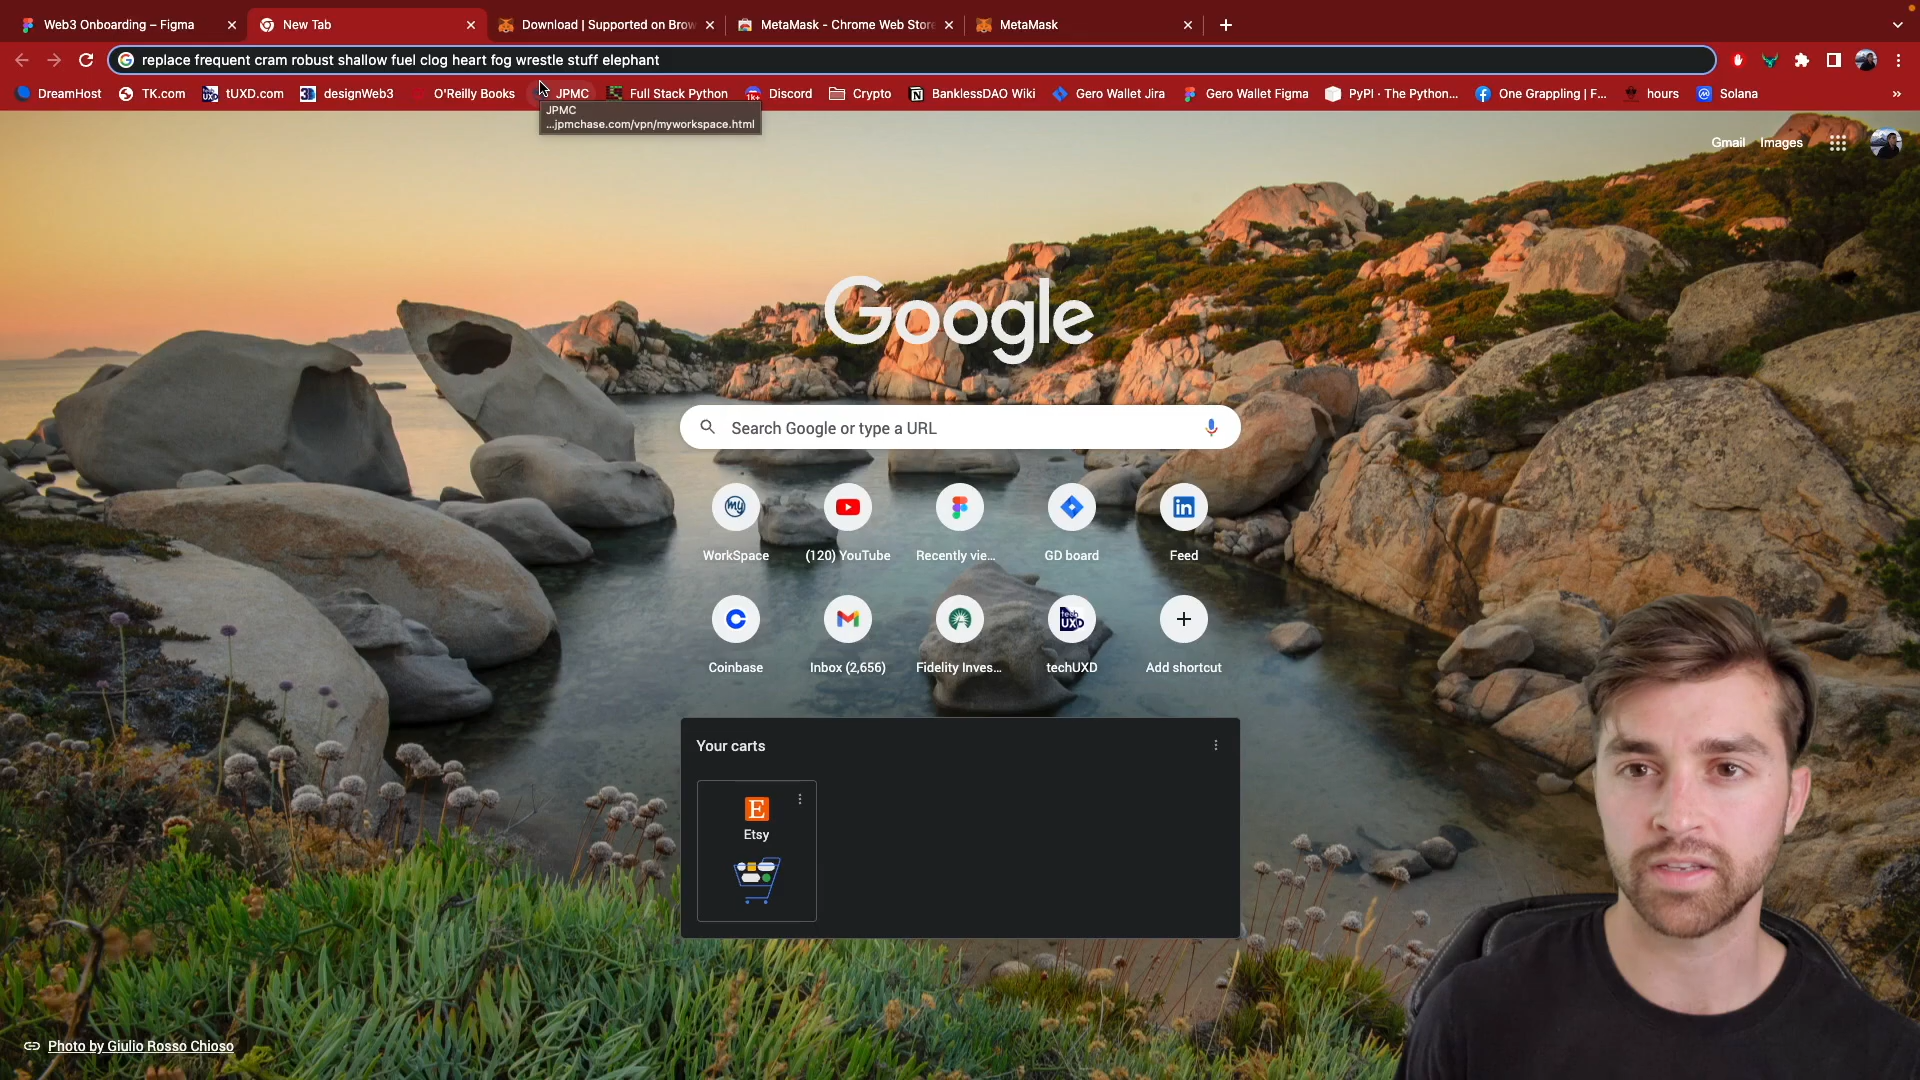 Web3 Onboarding – Figma
New Tab
Download | Supported on Brow
MetaMask - Chrome Web Store
MetaMask
replace frequent cram robust shallow fuel clog heart fog wrestle stuff elephant
DreamHost
TK.com
tUXD.com
designWeb3
O'Reilly Books
JPMC
Full Stack Python
Discord
Crypto
BanklessDAO Wiki
Gero Wallet Jira
Gero Wallet Figma
PyPI · The Python...
One Grappling | F...
hours
Solana
JPMC
...jpmchase.com/vpn/myworkspace.html
Gmail
Images
Google
Search Google or type a URL
WorkSpace
(120) YouTube
Recently vie...
GD board
Feed
Coinbase
Inbox (2,656)
Fidelity Inves...
techUXD
Add shortcut
Your carts
Etsy
Photo by Giulio Rosso Chioso